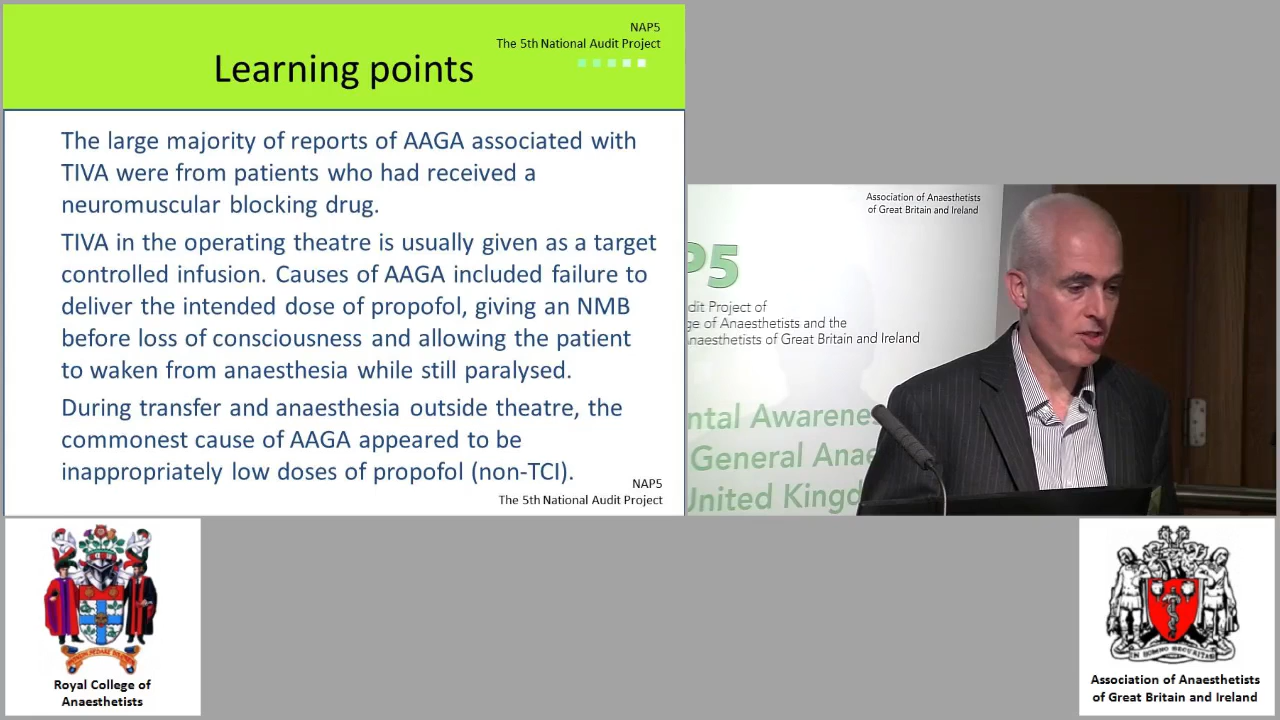 NAP5
The 5th National Audit Project
Learning points
The large majority of reports of AAGA associated with
TIVA were from patients who had received a
neuromuscular blocking drug.
TIVA in the operating theatre is usually given as a target
controlled infusion. Causes of AAGA included failure to
deliver the intended dose of propofol, giving an NMB
before loss of consciousness and allowing the patient
to waken from anaesthesia while still paralysed.
During transfer and anaesthesia outside theatre, the
commonest cause of AAGA appeared to be
inappropriately low doses of propofol (non-TCI).
NAP5
The 5th National Audit Project
Association of Anaesthetists
of Great Britain and Ireland
P5
dit Project of
ge of Anaesthetists and the
naesthetists of Great Britain and Ireland
ntal Awarene
General Anae
United Kingd
Royal College of
Anaesthetists
Association of Anaesthetists
of Great Britain and Ireland